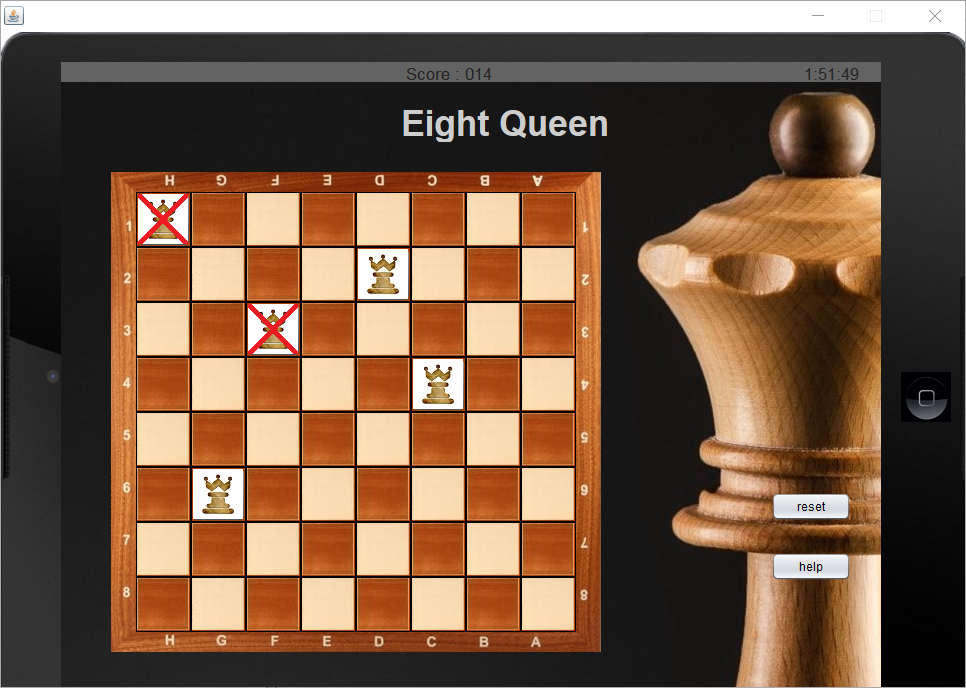 Score : 014 1:51:49
Eight Queen
H G F E D C B A
1 1
2 2
3 3
4 4
5 5
6 6
reset
7 7
help
8 8
H G F E D C B A